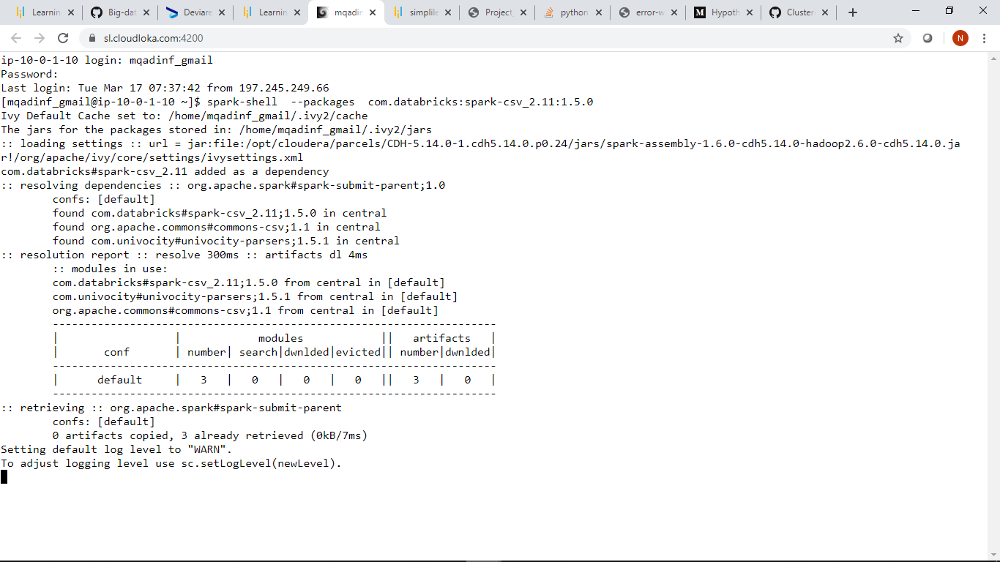 Learnin
Big-dat
Deviare
Learnin
mqadin
simplile
Project_
python
error-w
Hypoth
Cluster
sl.cloudloka.com:4200
N
ip-10-0-1-10 login: mqadinf_gmail
Password:
Last login: Tue Mar 17 07:37:42 from 197.245.249.66
[mqadinf_gmail@ip-10-0-1-10 ~]$ spark-shell  --packages  com.databricks:spark-csv_2.11:1.5.0
Ivy Default Cache set to: /home/mqadinf_gmail/.ivy2/cache
The jars for the packages stored in: /home/mqadinf_gmail/.ivy2/jars
:: loading settings :: url = jar:file:/opt/cloudera/parcels/CDH-5.14.0-1.cdh5.14.0.p0.24/jars/spark-assembly-1.6.0-cdh5.14.0-hadoop2.6.0-cdh5.14.0.ja
r!/org/apache/ivy/core/settings/ivysettings.xml
com.databricks#spark-csv_2.11 added as a dependency
:: resolving dependencies :: org.apache.spark#spark-submit-parent;1.0
        confs: [default]
        found com.databricks#spark-csv_2.11;1.5.0 in central
        found org.apache.commons#commons-csv;1.1 in central
        found com.univocity#univocity-parsers;1.5.1 in central
:: resolution report :: resolve 300ms :: artifacts dl 4ms
        :: modules in use:
        com.databricks#spark-csv_2.11;1.5.0 from central in [default]
        com.univocity#univocity-parsers;1.5.1 from central in [default]
        org.apache.commons#commons-csv;1.1 from central in [default]
        ---------------------------------------------------------------------
        |                  |            modules            ||   artifacts   |
        |       conf       | number| search|dwnlded|evicted|| number|dwnlded|
        ---------------------------------------------------------------------
        |      default     |   3   |   0   |   0   |   0   ||   3   |   0   |
        ---------------------------------------------------------------------
:: retrieving :: org.apache.spark#spark-submit-parent
        confs: [default]
        0 artifacts copied, 3 already retrieved (0kB/7ms)
Setting default log level to "WARN".
To adjust logging level use sc.setLogLevel(newLevel).